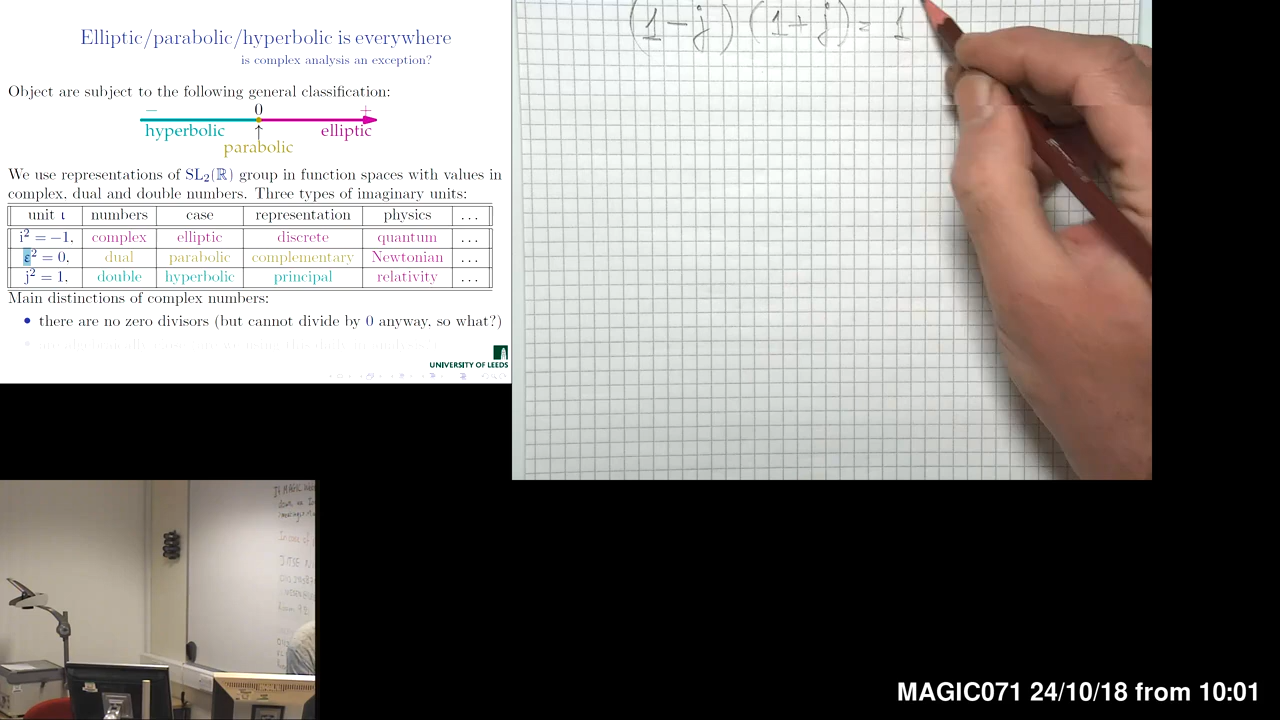 Elliptic/parabolic/hyperbolic is everywhere
is complex analysis an exception?
Object are subject to the following general classification:
− 0 +
hyperbolic elliptic
↑
parabolic
We use representations of SL₂(ℝ) group in function spaces with values in
complex, dual and double numbers. Three types of imaginary units:
unit ι numbers case representation physics ...
i² = −1, complex elliptic discrete quantum ...
ε² = 0, dual parabolic complementary Newtonian ...
j² = 1, double hyperbolic principal relativity ...
Main distinctions of complex numbers:
• there are no zero divisors (but cannot divide by 0 anyway, so what?)
UNIVERSITY OF LEEDS
(1 − j) (1 + j) = 1
MAGIC071 24/10/18 from 10:01